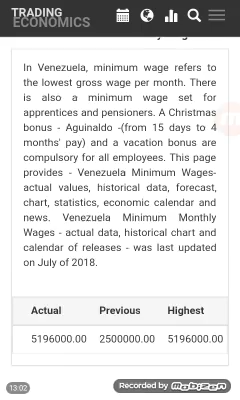 TRADING
ECONOMICS
In Venezuela, minimum wage refers to
the lowest gross wage per month. There
is also a minimum wage set for
apprentices and pensioners. A Christmas
bonus - Aguinaldo -(from 15 days to 4
months' pay) and a vacation bonus are
compulsory for all employees. This page
provides - Venezuela Minimum Wages-
actual values, historical data, forecast,
chart, statistics, economic calendar and
news. Venezuela Minimum Monthly
Wages - actual data, historical chart and
calendar of releases - was last updated
on July of 2018.
Actual Previous Highest
5196000.00 2500000.00 5196000.00
13:02 Recorded by Mobizen